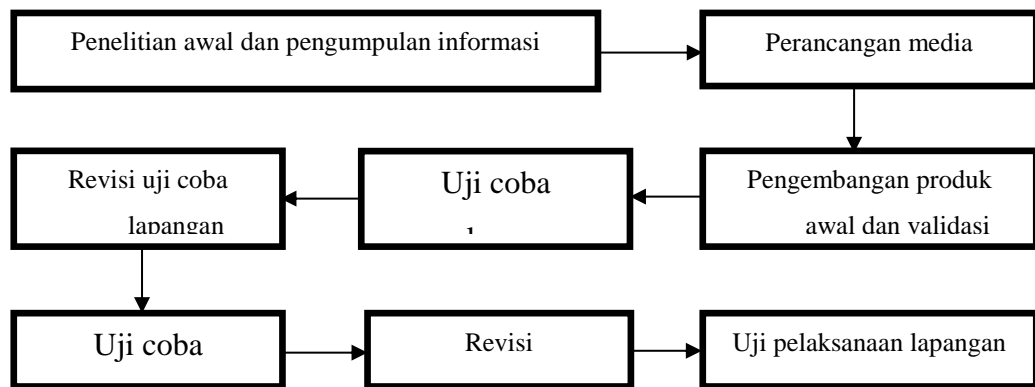 Penelitian awal dan pengumpulan informasi
Perancangan media
Pengembangan produk
awal dan validasi
Uji coba
Revisi uji coba
lapangan
Uji coba
Revisi
Uji pelaksanaan lapangan